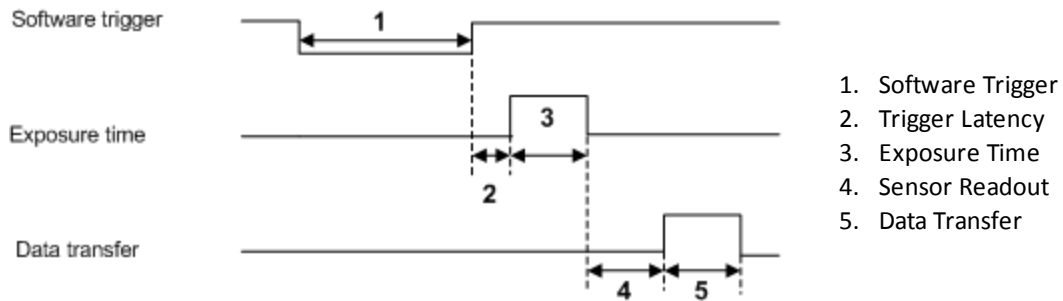 Software trigger
1
Exposure time
3
2
Data transfer
4
5
1. Software Trigger
2. Trigger Latency
3. Exposure Time
4. Sensor Readout
5. Data Transfer